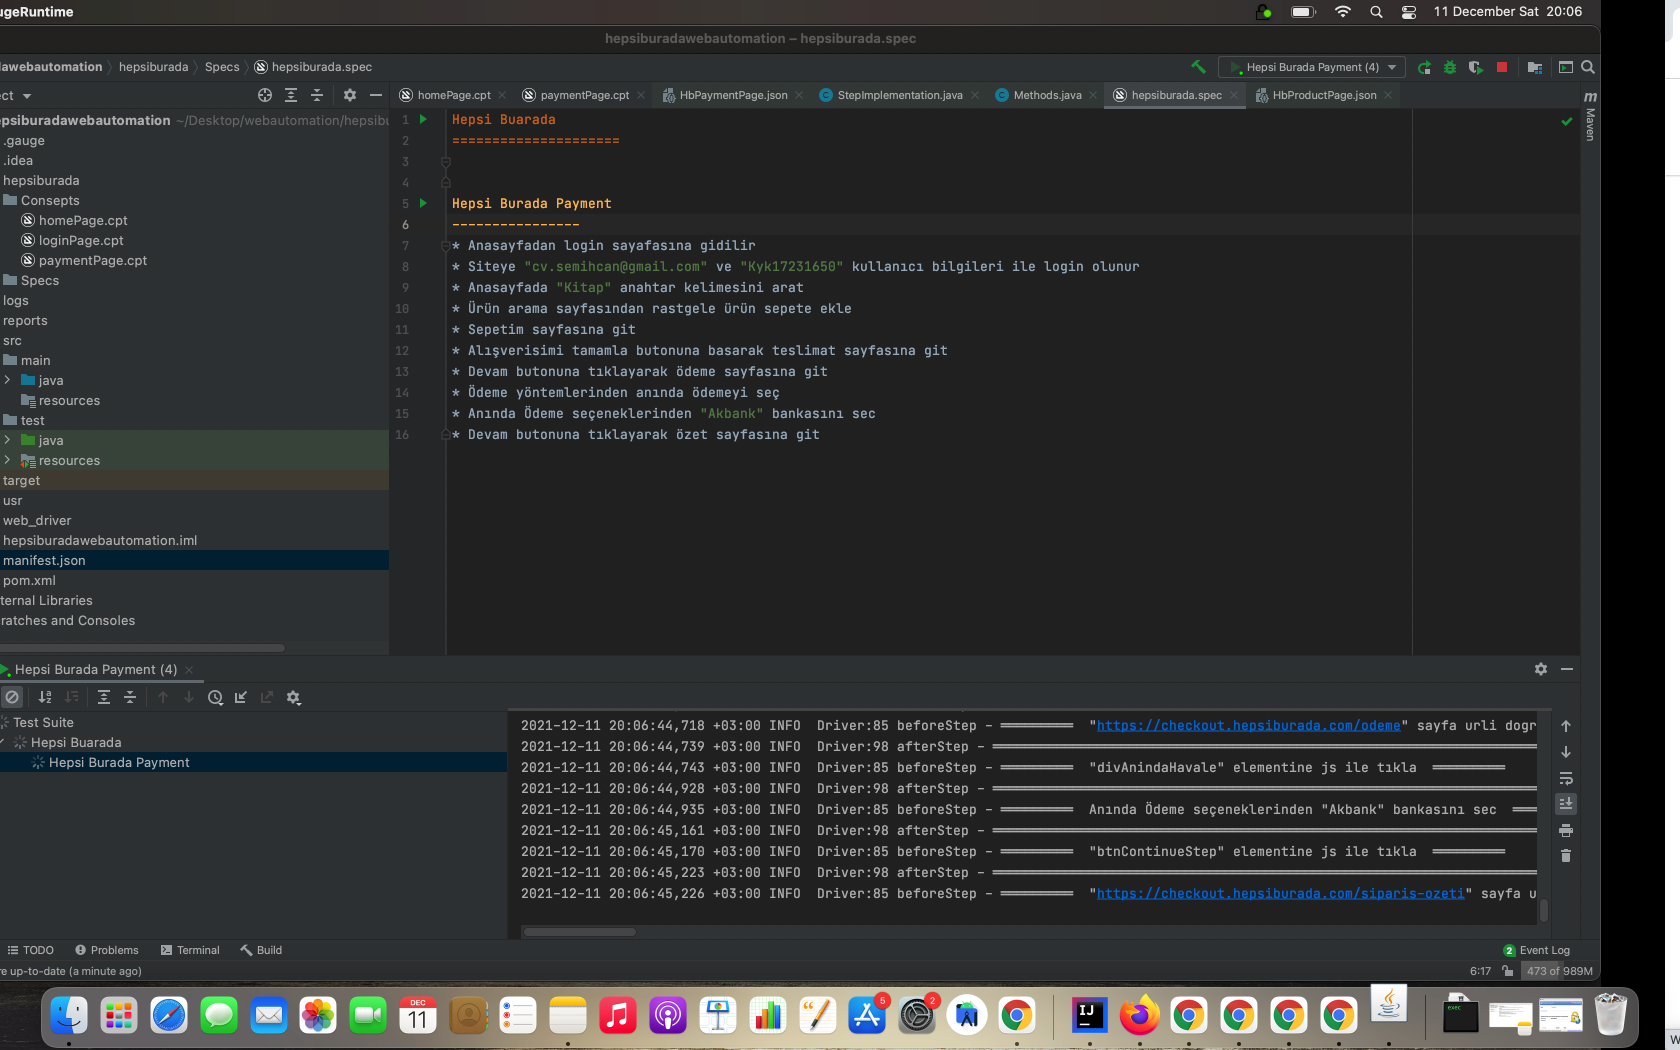 ugeRuntime
11 December Sat 20:06
hepsiburadawebautomation – hepsiburada.spec
awebautomation hepsiburada Specs hepsiburada.spec
Hepsi Burada Payment (4)
ct
homePage.cpt paymentPage.cpt HbPaymentPage.json StepImplementation.java Methods.java hepsiburada.spec HbProductPage.json
m Maven
epsiburadawebautomation ~/Desktop/webautomation/hepsibu
.gauge
.idea
hepsiburada
Consepts
homePage.cpt
loginPage.cpt
paymentPage.cpt
Specs
logs
reports
src
main
java
resources
test
java
resources
target
usr
web_driver
hepsiburadawebautomation.iml
manifest.json
pom.xml
ternal Libraries
ratches and Consoles
1 Hepsi Buarada
2 =====================
3
4
5 Hepsi Burada Payment
6 ----------------
7 * Anasayfadan login sayafasına gidilir
8 * Siteye "cv.semihcan@gmail.com" ve "Kyk17231650" kullanıcı bilgileri ile login olunur
9 * Anasayfada "Kitap" anahtar kelimesini arat
10 * Ürün arama sayfasından rastgele ürün sepete ekle
11 * Sepetim sayfasına git
12 * Alışverisimi tamamla butonuna basarak teslimat sayfasına git
13 * Devam butonuna tıklayarak ödeme sayfasına git
14 * Ödeme yöntemlerinden anında ödemeyi seç
15 * Anında Ödeme seçeneklerinden "Akbank" bankasını sec
16 * Devam butonuna tıklayarak özet sayfasına git
Hepsi Burada Payment (4)
Test Suite
Hepsi Buarada
Hepsi Burada Payment
2021-12-11 20:06:44,718 +03:00 INFO Driver:85 beforeStep - ═════════ "https://checkout.hepsiburada.com/odeme" sayfa urli dogr
2021-12-11 20:06:44,739 +03:00 INFO Driver:98 afterStep - ═════════
2021-12-11 20:06:44,743 +03:00 INFO Driver:85 beforeStep - ═════════ "divAnindaHavale" elementine js ile tıkla ═════════
2021-12-11 20:06:44,928 +03:00 INFO Driver:98 afterStep - ═════════
2021-12-11 20:06:44,935 +03:00 INFO Driver:85 beforeStep - ═════════ Anında Ödeme seçeneklerinden "Akbank" bankasını sec ═══
2021-12-11 20:06:45,161 +03:00 INFO Driver:98 afterStep - ═════════
2021-12-11 20:06:45,170 +03:00 INFO Driver:85 beforeStep - ═════════ "btnContinueStep" elementine js ile tıkla ═════════
2021-12-11 20:06:45,223 +03:00 INFO Driver:98 afterStep - ═════════
2021-12-11 20:06:45,226 +03:00 INFO Driver:85 beforeStep - ═════════ "https://checkout.hepsiburada.com/siparis-ozeti" sayfa u
TODO Problems Terminal Build
2 Event Log
re up-to-date (a minute ago)
6:17 473 of 989M
DEC
11
5
2
IJ
exec